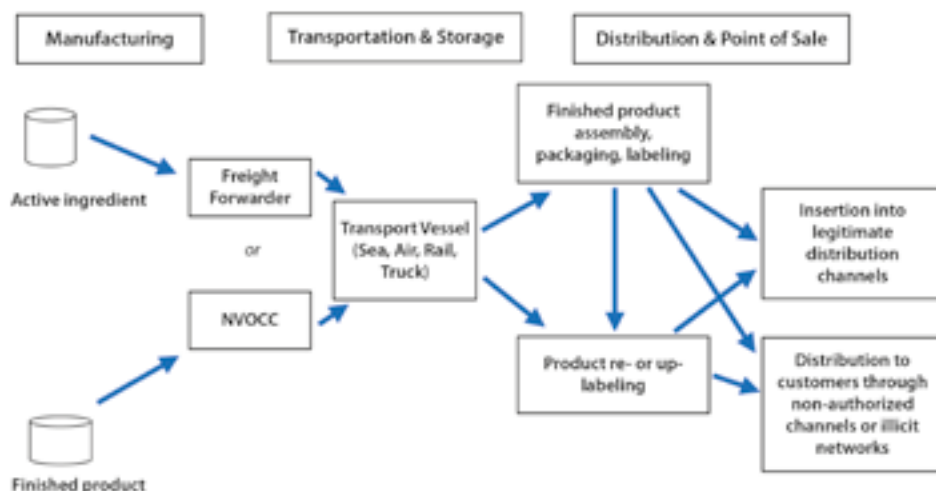 Manufacturing
Transportation & Storage
Distribution & Point of Sale
Active ingredient
Finished product
Freight
Forwarder
or
NVOCC
Transport Vessel
(Sea, Air, Rail,
Truck)
Finished product
assembly,
packaging, labeling
Product re- or up-
labeling
Insertion into
legitimate
distribution
channels
Distribution to
customers through
non-authorized
channels or illicit
networks